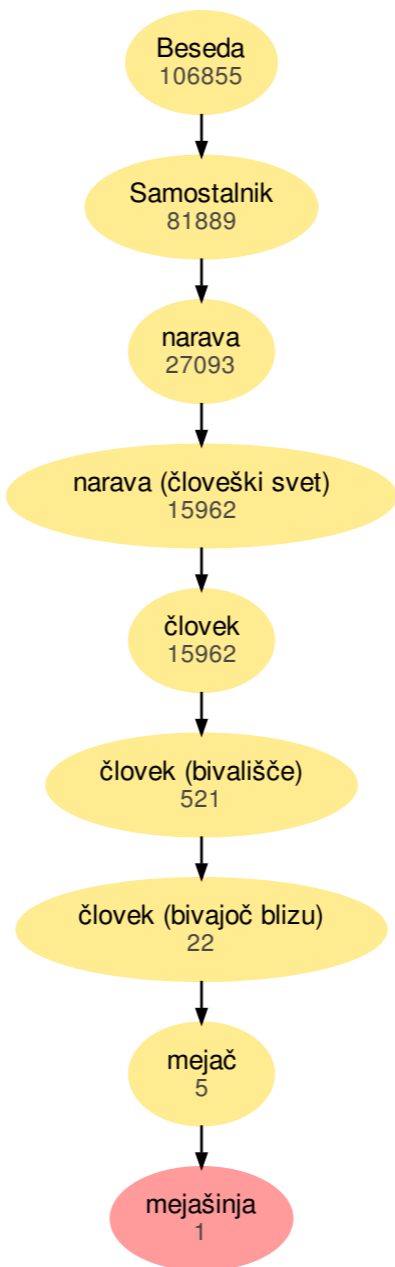 Beseda
106855
Samostalnik
81889
narava
27093
narava (človeški svet)
15962
človek
15962
človek (bivališče)
521
človek (bivajoč blizu)
22
mejač
5
mejašinja
1